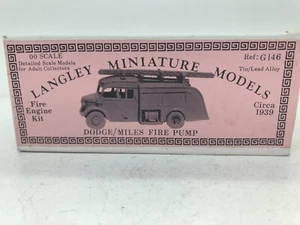 00 SCALE
Detailed Scale Models
for Adult Collectors
Ref: G146
Tin/Lead Alloy
LANGLEY MINIATURE MODELS
Fire
Engine
Kit
Circa
1939
DODGE/MILES FIRE PUMP